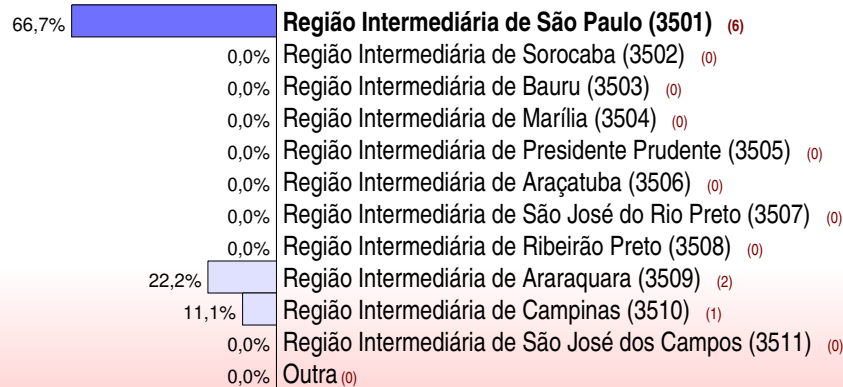 66,7% Região Intermediária de São Paulo (3501) (6)
0,0% Região Intermediária de Sorocaba (3502) (0)
0,0% Região Intermediária de Bauru (3503) (0)
0,0% Região Intermediária de Marília (3504) (0)
0,0% Região Intermediária de Presidente Prudente (3505) (0)
0,0% Região Intermediária de Araçatuba (3506) (0)
0,0% Região Intermediária de São José do Rio Preto (3507) (0)
0,0% Região Intermediária de Ribeirão Preto (3508) (0)
22,2% Região Intermediária de Araraquara (3509) (2)
11,1% Região Intermediária de Campinas (3510) (1)
0,0% Região Intermediária de São José dos Campos (3511) (0)
0,0% Outra (0)